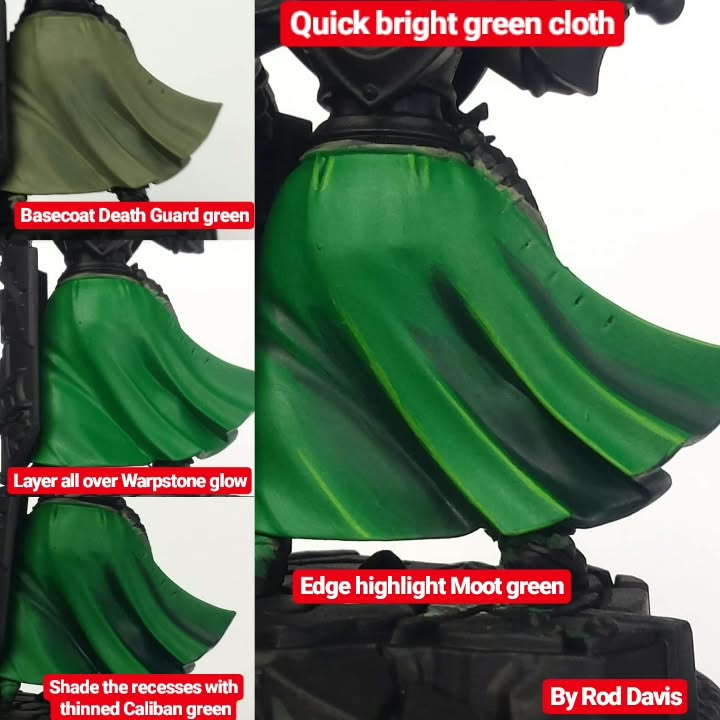 Quick bright green cloth
Basecoat Death Guard green
Layer all over Warpstone glow
Shade the recesses with
thinned Caliban green
Edge highlight Moot green
By Rod Davis